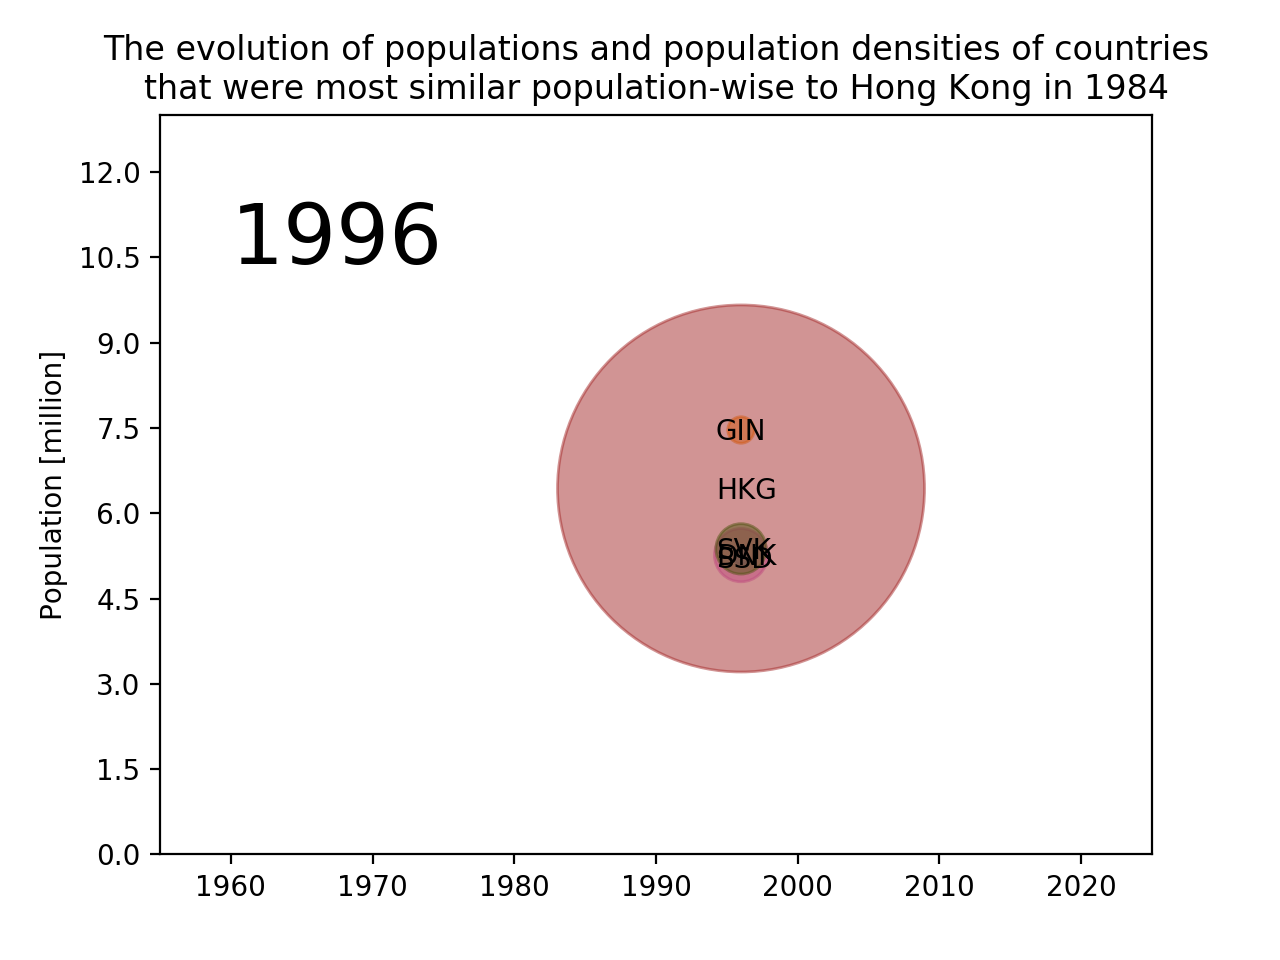 The evolution of populations and population densities of countries
that were most similar population-wise to Hong Kong in 1984
12.0
10.5
9.0
7.5
6.0
4.5
3.0
1.5
0.0
Population [million]
1996
GIN
HKG
SVK
DNK
SSD
1960 1970 1980 1990 2000 2010 2020